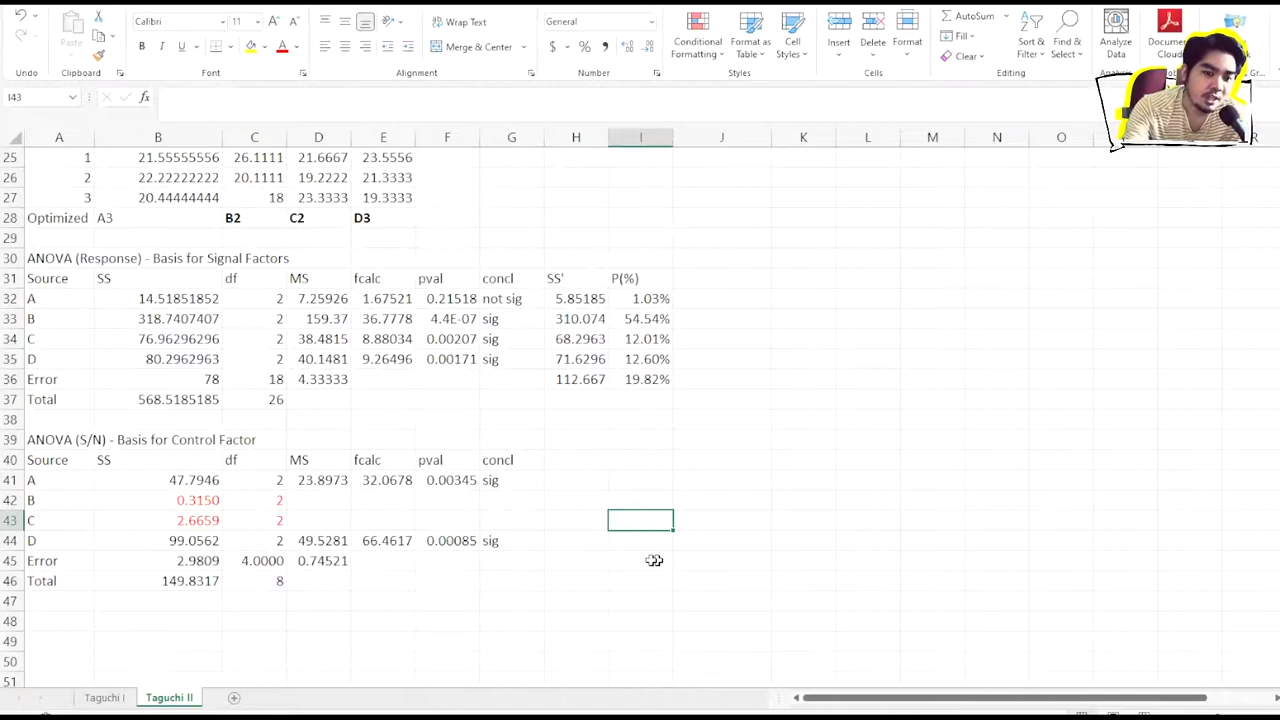 Calibri 11 Wrap Text General AutoSum
Paste Merge & Center Conditional Formatting Format as Table Cell Styles Insert Delete Format Fill Clear Sort & Filter Find & Select Analyze Data
Undo Clipboard Font Alignment Number Styles Cells Editing
I43 fx
A B C D E F G H I J K L M N O R
25 1 21.55555556 26.1111 21.6667 23.5556
26 2 22.22222222 20.1111 19.2222 21.3333
27 3 20.44444444 18 23.3333 19.3333
28 Optimized A3 B2 C2 D3
29
30 ANOVA (Response) - Basis for Signal Factors
31 Source SS df MS fcalc pval concl SS' P(%)
32 A 14.51851852 2 7.25926 1.67521 0.21518 not sig 5.85185 1.03%
33 B 318.7407407 2 159.37 36.7778 4.4E-07 sig 310.074 54.54%
34 C 76.96296296 2 38.4815 8.88034 0.00207 sig 68.2963 12.01%
35 D 80.2962963 2 40.1481 9.26496 0.00171 sig 71.6296 12.60%
36 Error 78 18 4.33333 112.667 19.82%
37 Total 568.5185185 26
38
39 ANOVA (S/N) - Basis for Control Factor
40 Source SS df MS fcalc pval concl
41 A 47.7946 2 23.8973 32.0678 0.00345 sig
42 B 0.3150 2
43 C 2.6659 2
44 D 99.0562 2 49.5281 66.4617 0.00085 sig
45 Error 2.9809 4.0000 0.74521
46 Total 149.8317 8
47
48
49
50
51
Taguchi I Taguchi II